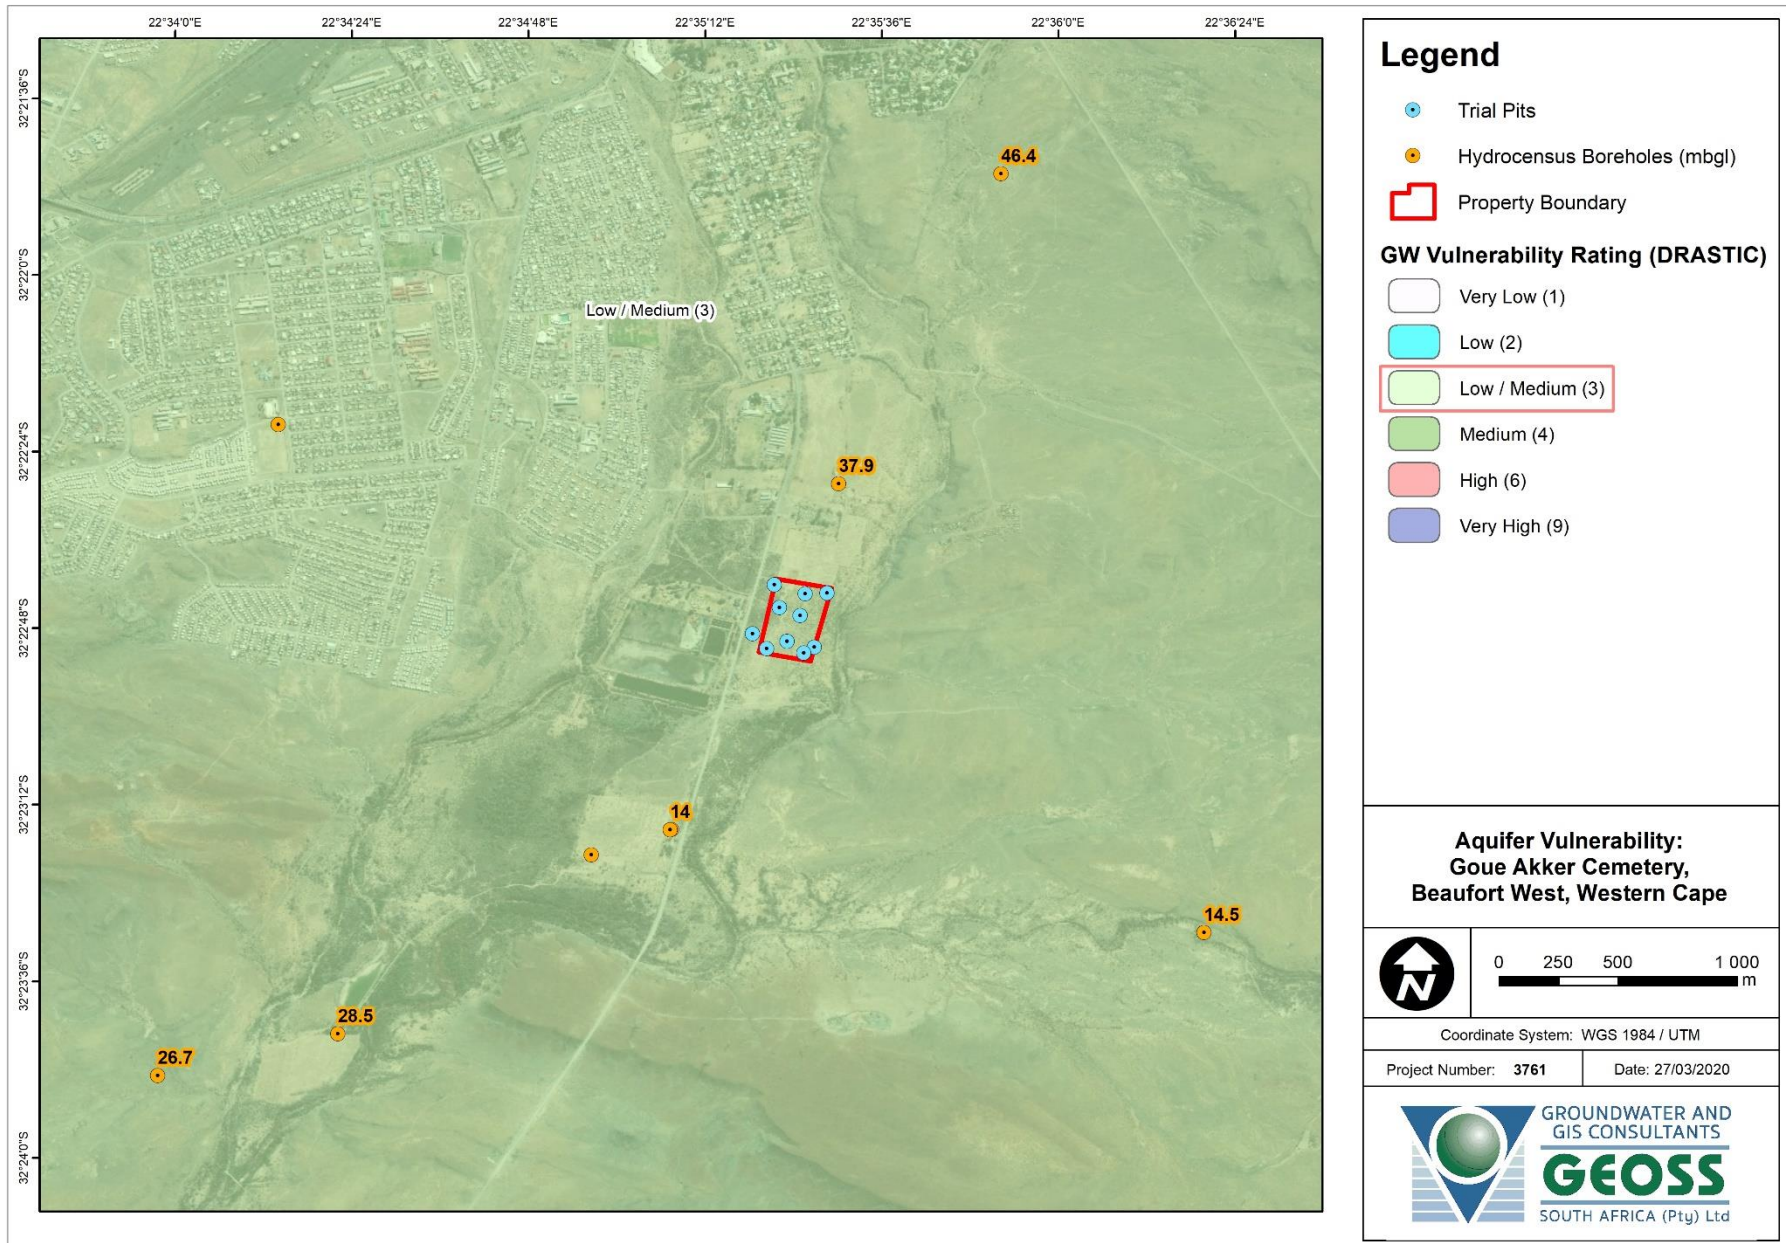 22°34'0"E
22°34'24"E
22°34'48"E
22°35'12"E
22°35'36"E
22°36'0"E
22°36'24"E
32°21'36"S
32°22'0"S
32°22'24"S
32°22'48"S
32°23'12"S
32°23'36"S
32°24'0"S
46.4
Low / Medium (3)
37.9
14
14.5
28.5
26.7
Legend
Trial Pits
Hydrocensus Boreholes (mbgl)
Property Boundary
GW Vulnerability Rating (DRASTIC)
Very Low (1)
Low (2)
Low / Medium (3)
Medium (4)
High (6)
Very High (9)
Aquifer Vulnerability:
Goue Akker Cemetery,
Beaufort West, Western Cape
N
0 250 500 1 000
m
Coordinate System: WGS 1984 / UTM
Project Number: 3761
Date: 27/03/2020
GROUNDWATER AND
GIS CONSULTANTS
GEOSS
SOUTH AFRICA (Pty) Ltd